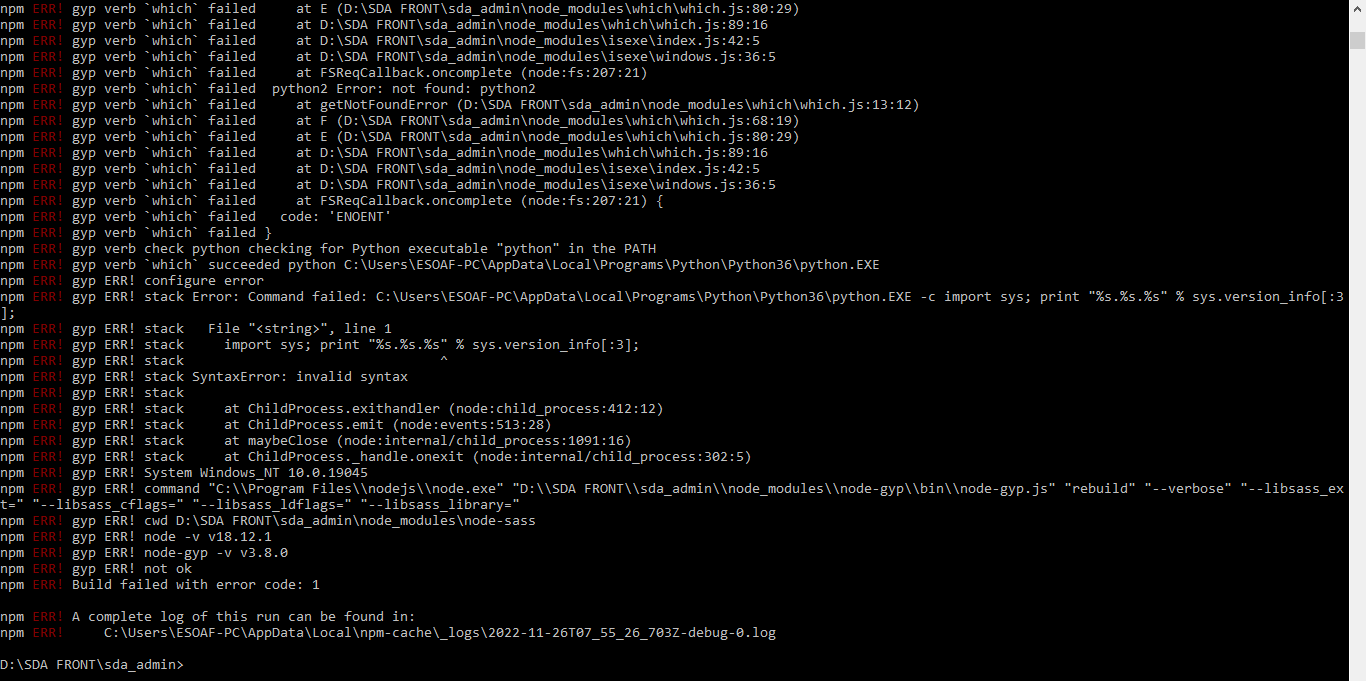 npm ERR! gyp verb `which` failed     at E (D:\SDA FRONT\sda_admin\node_modules\which\which.js:80:29)
npm ERR! gyp verb `which` failed     at D:\SDA FRONT\sda_admin\node_modules\which\which.js:89:16
npm ERR! gyp verb `which` failed     at D:\SDA FRONT\sda_admin\node_modules\isexe\index.js:42:5
npm ERR! gyp verb `which` failed     at D:\SDA FRONT\sda_admin\node_modules\isexe\windows.js:36:5
npm ERR! gyp verb `which` failed     at FSReqCallback.oncomplete (node:fs:207:21)
npm ERR! gyp verb `which` failed  python2 Error: not found: python2
npm ERR! gyp verb `which` failed     at getNotFoundError (D:\SDA FRONT\sda_admin\node_modules\which\which.js:13:12)
npm ERR! gyp verb `which` failed     at F (D:\SDA FRONT\sda_admin\node_modules\which\which.js:68:19)
npm ERR! gyp verb `which` failed     at E (D:\SDA FRONT\sda_admin\node_modules\which\which.js:80:29)
npm ERR! gyp verb `which` failed     at D:\SDA FRONT\sda_admin\node_modules\which\which.js:89:16
npm ERR! gyp verb `which` failed     at D:\SDA FRONT\sda_admin\node_modules\isexe\index.js:42:5
npm ERR! gyp verb `which` failed     at D:\SDA FRONT\sda_admin\node_modules\isexe\windows.js:36:5
npm ERR! gyp verb `which` failed     at FSReqCallback.oncomplete (node:fs:207:21) {
npm ERR! gyp verb `which` failed   code: 'ENOENT'
npm ERR! gyp verb `which` failed }
npm ERR! gyp verb check python checking for Python executable "python" in the PATH
npm ERR! gyp verb `which` succeeded python C:\Users\ESOAF-PC\AppData\Local\Programs\Python\Python36\python.EXE
npm ERR! gyp ERR! configure error
npm ERR! gyp ERR! stack Error: Command failed: C:\Users\ESOAF-PC\AppData\Local\Programs\Python\Python36\python.EXE -c import sys; print "%s.%s.%s" % sys.version_info[:3
];
npm ERR! gyp ERR! stack   File "<string>", line 1
npm ERR! gyp ERR! stack     import sys; print "%s.%s.%s" % sys.version_info[:3];
npm ERR! gyp ERR! stack                                ^
npm ERR! gyp ERR! stack SyntaxError: invalid syntax
npm ERR! gyp ERR! stack
npm ERR! gyp ERR! stack     at ChildProcess.exithandler (node:child_process:412:12)
npm ERR! gyp ERR! stack     at ChildProcess.emit (node:events:513:28)
npm ERR! gyp ERR! stack     at maybeClose (node:internal/child_process:1091:16)
npm ERR! gyp ERR! stack     at ChildProcess._handle.onexit (node:internal/child_process:302:5)
npm ERR! gyp ERR! System Windows_NT 10.0.19045
npm ERR! gyp ERR! command "C:\\Program Files\\nodejs\\node.exe" "D:\\SDA FRONT\\sda_admin\\node_modules\\node-gyp\\bin\\node-gyp.js" "rebuild" "--verbose" "--libsass_ex
t=" "--libsass_cflags=" "--libsass_ldflags=" "--libsass_library="
npm ERR! gyp ERR! cwd D:\SDA FRONT\sda_admin\node_modules\node-sass
npm ERR! gyp ERR! node -v v18.12.1
npm ERR! gyp ERR! node-gyp -v v3.8.0
npm ERR! gyp ERR! not ok
npm ERR! Build failed with error code: 1

npm ERR! A complete log of this run can be found in:
npm ERR!     C:\Users\ESOAF-PC\AppData\Local\npm-cache\_logs\2022-11-26T07_55_26_703Z-debug-0.log

D:\SDA FRONT\sda_admin>